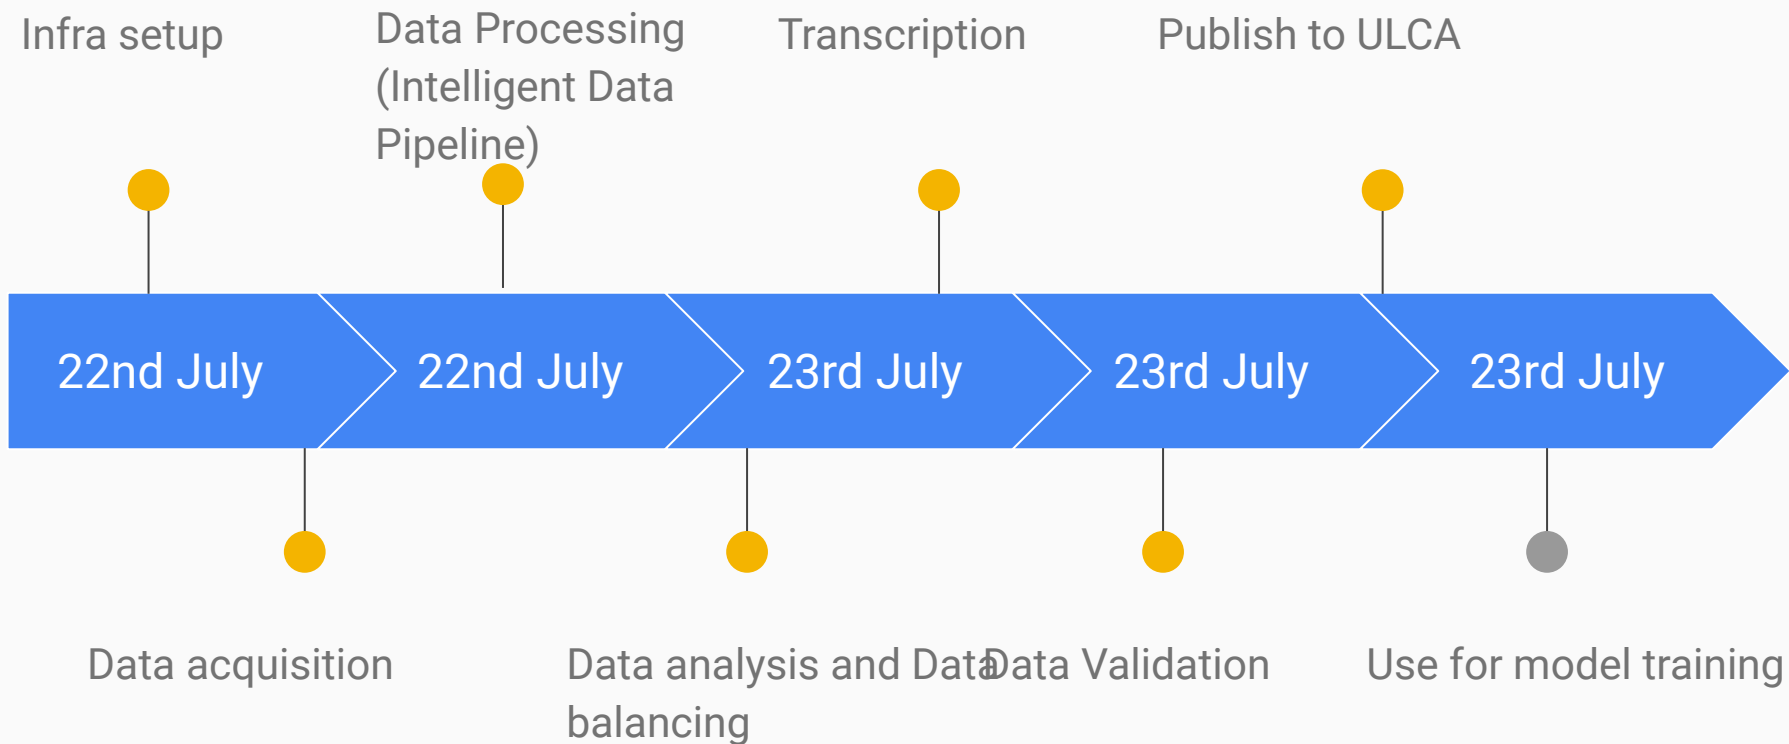 Infra setup
Data Processing
(Intelligent Data
Pipeline)
Transcription
Publish to ULCA
22nd July
22nd July
23rd July
23rd July
23rd July
Data acquisition
Data analysis and Data
balancing
Data Validation
Use for model training